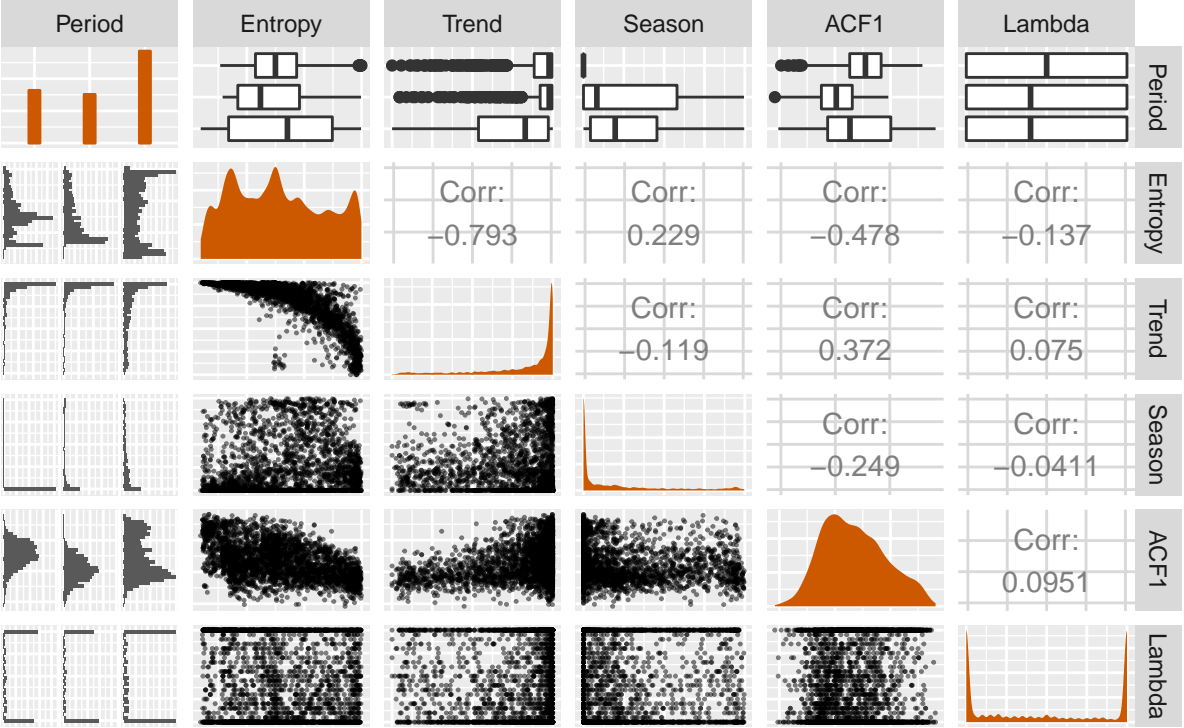 Period Entropy Trend Season ACF1 Lambda
Period
Corr: Corr: Corr: Corr:
−0.793 0.229 −0.478 −0.137
Entropy
Corr: Corr: Corr:
−0.119 0.372 0.075
Trend
Corr: Corr:
−0.249 −0.0411
Season
Corr:
0.0951
ACF1
Lambda